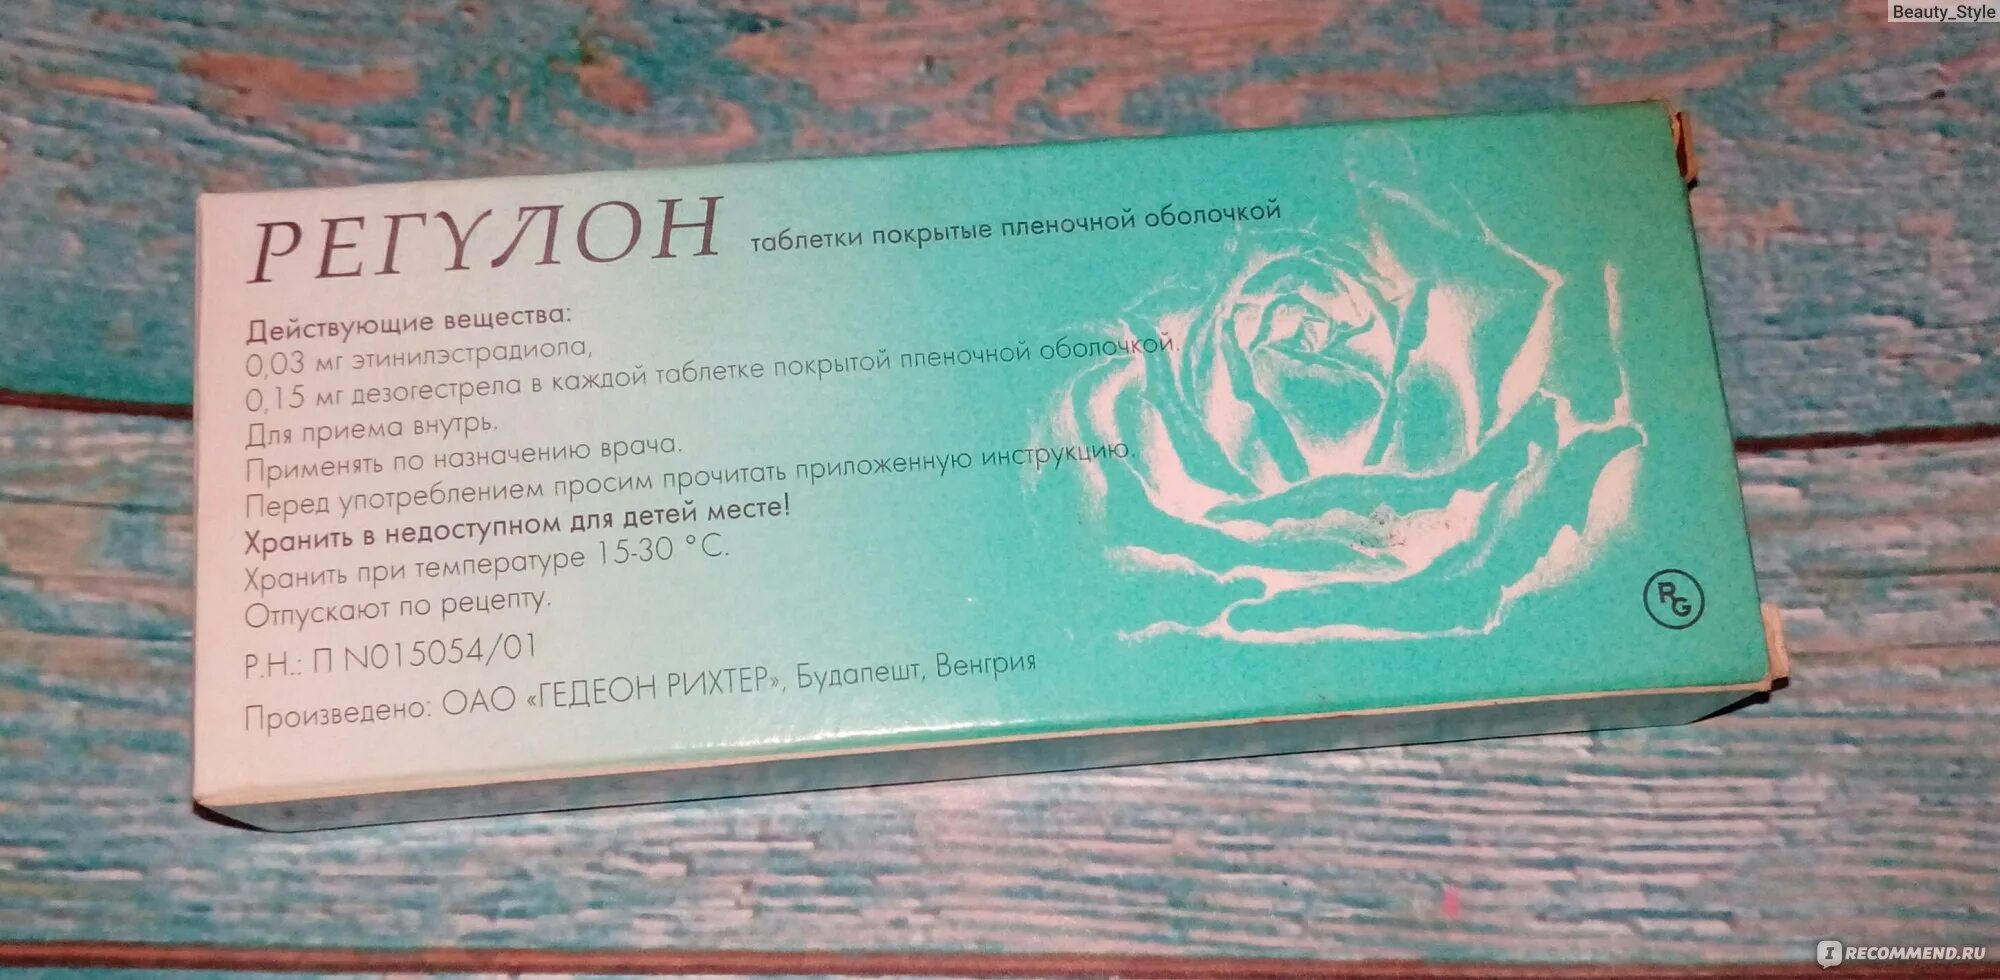 Beauty_Style
РЕГУЛОН таблетки покрытые пленочной оболочкой
Действующие вещества:
0,03 мг этинилэстрадиола,
0,15 мг дезогестрела в каждой таблетке покрытой пленочной оболочкой.
Для приема внутрь.
Применять по назначению врача.
Перед употреблением просим прочитать приложенную инструкцию.
Хранить в недоступном для детей месте!
Хранить при температуре 15-30 °С.
Отпускают по рецепту.
Р.Н.: П N015054/01
Произведено: ОАО «ГЕДЕОН РИХТЕР», Будапешт, Венгрия
RG
I RECOMMEND.RU